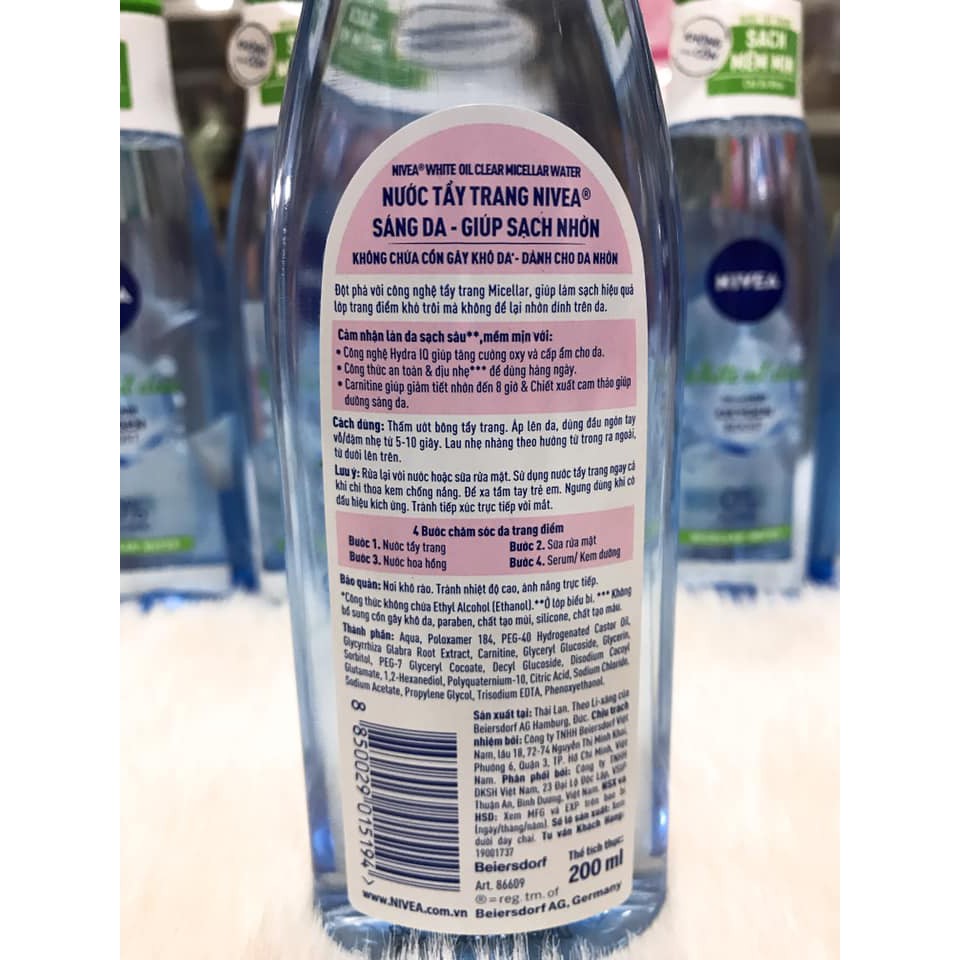 NIVEA® WHITE OIL CLEAR MICELLAR WATER
NƯỚC TẨY TRANG NIVEA®
SÁNG DA - GIÚP SẠCH NHỜN
KHÔNG CHỨA CỒN GÂY KHÔ DA* - DÀNH CHO DA NHỜN
Đột phá với công nghệ tẩy trang Micellar, giúp làm sạch hiệu quả
lớp trang điểm khó trôi mà không để lại nhờn dính trên da.
Cảm nhận làn da sạch sâu**,mềm mịn với:
• Công nghệ Hydra IQ giúp tăng cường oxy và cấp ẩm cho da.
• Công thức an toàn & dịu nhẹ*** để dùng hàng ngày.
• Carnitine giúp giảm tiết nhờn đến 8 giờ & Chiết xuất cam thảo giúp
dưỡng sáng da.
Cách dùng: Thấm ướt bông tẩy trang. Áp lên da, dùng đầu ngón tay
vỗ/dặm nhẹ từ 5-10 giây. Lau nhẹ nhàng theo hướng từ trong ra ngoài,
từ dưới lên trên.
Lưu ý: Rửa lại với nước hoặc sữa rửa mặt. Sử dụng nước tẩy trang ngay cả
khi chỉ thoa kem chống nắng. Để xa tầm tay trẻ em. Ngưng dùng khi có
dấu hiệu kích ứng. Tránh tiếp xúc trực tiếp với mắt.
4 Bước chăm sóc da trang điểm
Bước 1. Nước tẩy trang Bước 2. Sữa rửa mặt
Bước 3. Nước hoa hồng Bước 4. Serum/ Kem dưỡng
Bảo quản: Nơi khô ráo. Tránh nhiệt độ cao, ánh nắng trực tiếp.
*Công thức không chứa Ethyl Alcohol (Ethanol).**Ở lớp biểu bì. *** Không
bổ sung cồn gây khô da, paraben, chất tạo mùi, silicone, chất tạo màu.
Thành phần: Aqua, Poloxamer 184, PEG-40 Hydrogenated Castor Oil,
Glycyrrhiza Glabra Root Extract, Carnitine, Glyceryl Glucoside, Glycerin,
Sorbitol, PEG-7 Glyceryl Cocoate, Decyl Glucoside, Disodium Cocoyl
Glutamate, 1,2-Hexanediol, Polyquaternium-10, Citric Acid, Sodium Chloride,
Sodium Acetate, Propylene Glycol, Trisodium EDTA, Phenoxyethanol.
Sản xuất tại: Thái Lan. Theo Li-xăng của
Beiersdorf AG Hamburg, Đức. Chịu trách
nhiệm bởi: Công ty TNHH Beiersdorf Việt
Nam, lầu 18, 72-74 Nguyễn Thị Minh Khai,
Phường 6, Quận 3, TP. Hồ Chí Minh, Việt
Nam. Phân phối bởi: Công ty TNHH
DKSH Việt Nam, 23 Đại Lộ Độc Lập, VSIP
Thuận An, Bình Dương, Việt Nam. NSX và
HSD: Xem MFG và EXP trên bao bì
(ngày/tháng/năm). Số lô sản xuất: Xem
dưới đáy chai. Tư vấn Khách Hàng:
19001737
8 850029 015194 >
Beiersdorf
Thể tích thực:
200 ml
Art. 86609
® = reg. tm. of
www.NIVEA.com.vn Beiersdorf AG, Germany
SẠCH
MỀM MỊN
NIVEA